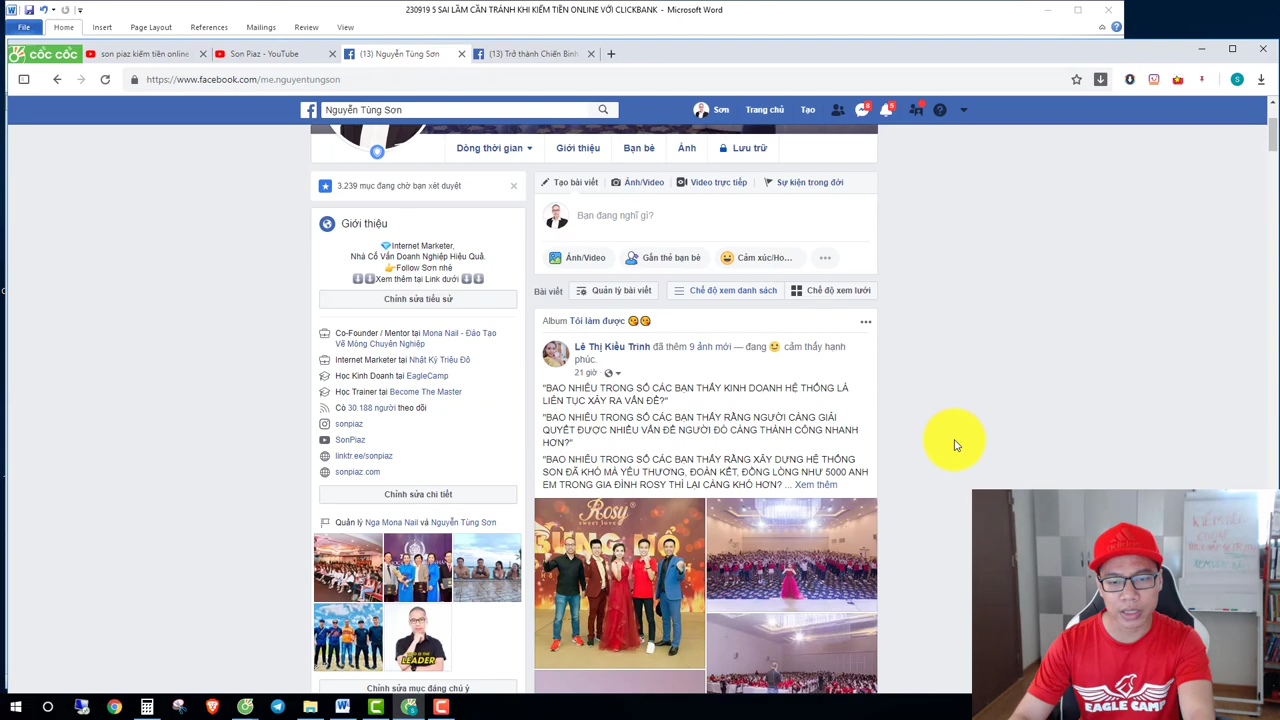 230919 5 SAI LẦM CẦN TRÁNH KHI KIẾM TIỀN ONLINE VỚI CLICKBANK - Microsoft Word
File Home Insert Page Layout References Mailings Review View
CỐC CỐC son piaz kiếm tiền online Son Piaz - YouTube (13) Nguyễn Tùng Sơn (13) Trở thành Chiến Binh
https://www.facebook.com/me.nguyentungson
Nguyễn Tùng Sơn Sơn Trang chủ Tạo 8 5
Dòng thời gian Giới thiệu Bạn bè Ảnh Lưu trữ
3.239 mục đang chờ bạn xét duyệt
Giới thiệu
💎Internet Marketer,
Nhà Cố Vấn Doanh Nghiệp Hiệu Quả.
👉Follow Sơn nhé
⬇️⬇️Xem thêm tại Link dưới ⬇️⬇️
Chỉnh sửa tiểu sử
Co-Founder / Mentor tại Mona Nail - Đào Tạo
Vẽ Móng Chuyên Nghiệp
Internet Marketer tại Nhật Ký Triệu Đô
Học Kinh Doanh tại EagleCamp
Học Trainer tại Become The Master
Có 30.188 người theo dõi
sonpiaz
SonPiaz
linktr.ee/sonpiaz
sonpiaz.com
Chỉnh sửa chi tiết
Quản lý Nga Mona Nail và Nguyễn Tùng Sơn
THE LEADER
Chỉnh sửa mục đáng chú ý
Tạo bài viết Ảnh/Video Video trực tiếp Sự kiện trong đời
Bạn đang nghĩ gì?
Ảnh/Video Gắn thẻ bạn bè Cảm xúc/Ho...
Bài viết Quản lý bài viết Chế độ xem danh sách Chế độ xem lưới
Album Tôi làm được 😘😘
Lê Thị Kiều Trinh đã thêm 9 ảnh mới — đang 😀 cảm thấy hạnh
phúc.
21 giờ ·
"BAO NHIÊU TRONG SỐ CÁC BẠN THẤY KINH DOANH HỆ THỐNG LÀ
LIÊN TỤC XẢY RA VẤN ĐỀ?"
"BAO NHIÊU TRONG SỐ CÁC BẠN THẤY RẰNG NGƯỜI CÀNG GIẢI
QUYẾT ĐƯỢC NHIỀU VẤN ĐỀ NGƯỜI ĐÓ CÀNG THÀNH CÔNG NHANH
HƠN?"
"BAO NHIÊU TRONG SỐ CÁC BẠN THẤY RẰNG XÂY DỰNG HỆ THỐNG
SON ĐÃ KHÓ MÀ YÊU THƯƠNG, ĐOÀN KẾT, ĐỒNG LÒNG NHƯ 5000 ANH
EM TRONG GIA ĐÌNH ROSY THÌ LẠI CÀNG KHÓ HƠN? ... Xem thêm
Rosy
sweet love
BÙNG NỔ
adidas
EAGLE CAMP